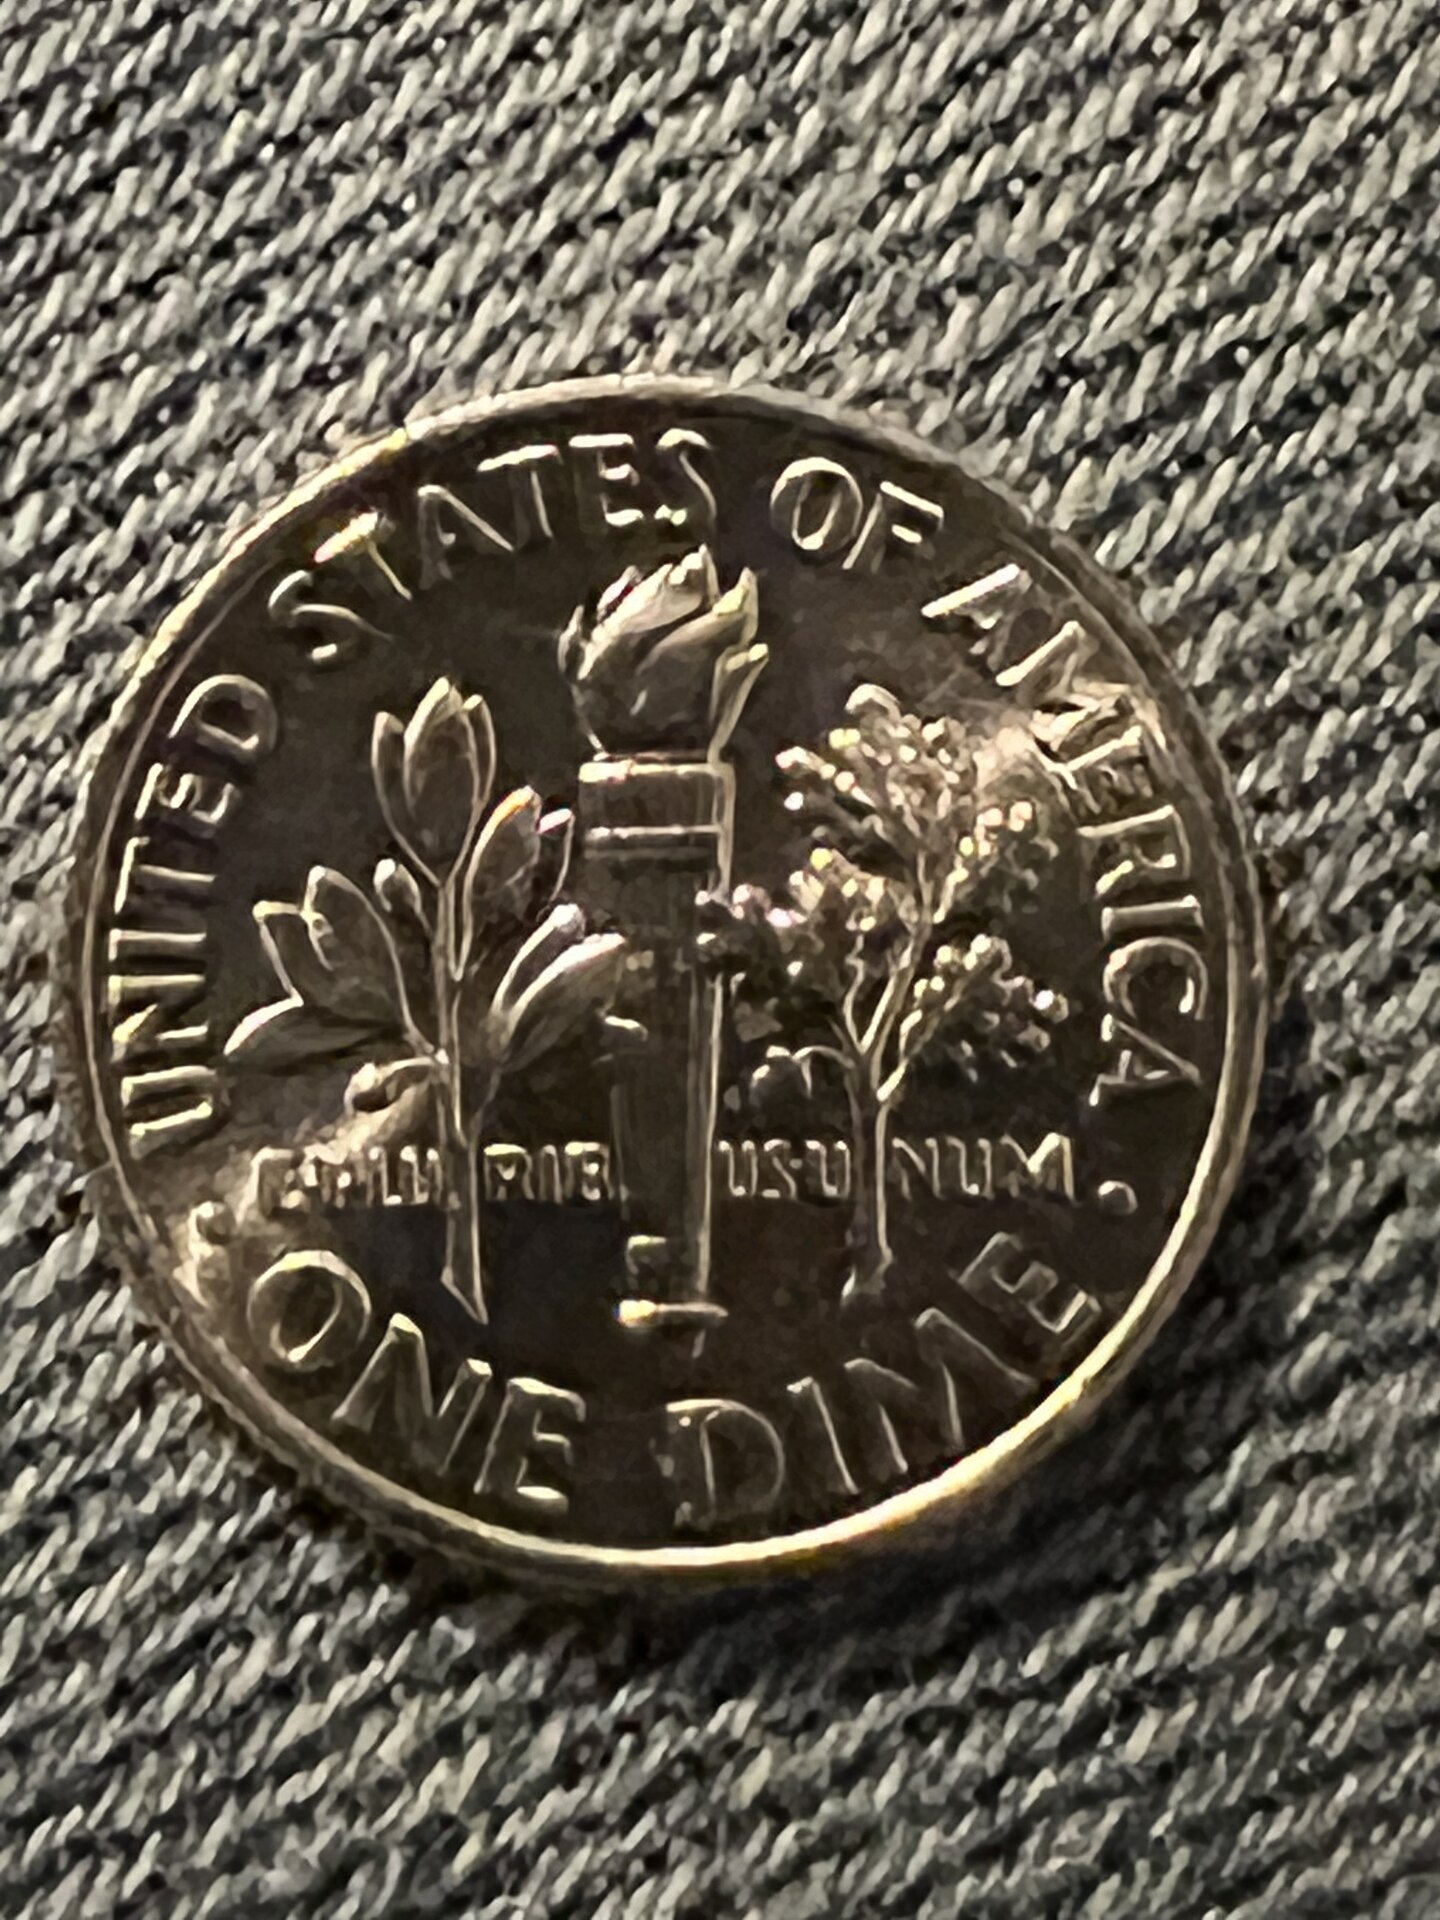 UNITED STATES OF AMERICA
E·PLURIBUS·UNUM
·ONE DIME·